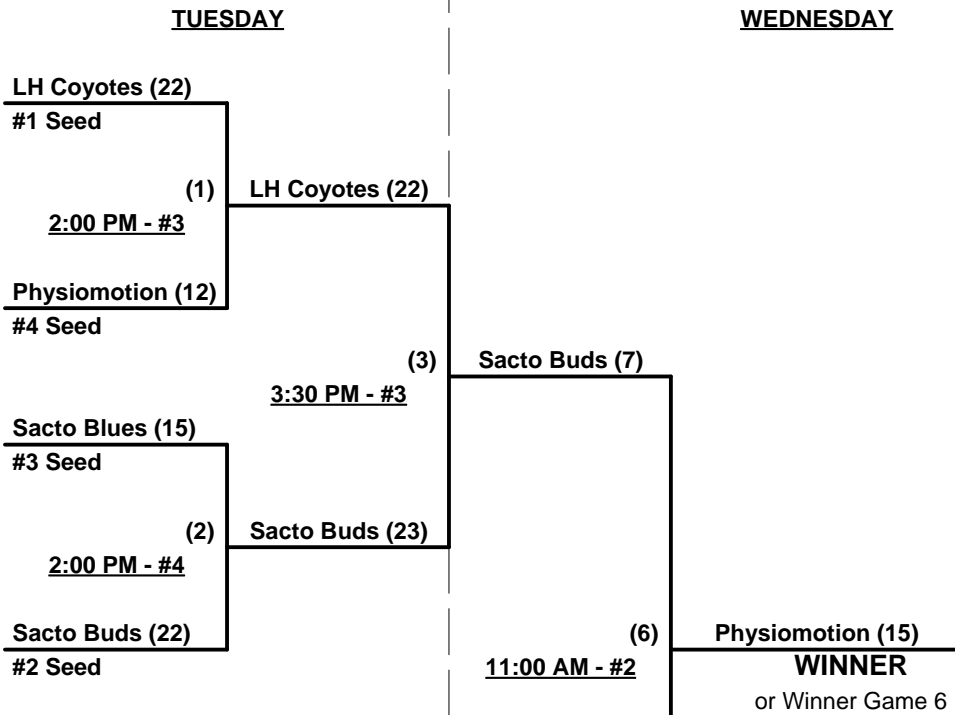 TUESDAY
WEDNESDAY
LH Coyotes (22)
#1 Seed
(1)
LH Coyotes (22)
2:00 PM - #3
Physiomotion (12)
#4 Seed
(3)
Sacto Buds (7)
3:30 PM - #3
Sacto Blues (15)
#3 Seed
(2)
Sacto Buds (23)
2:00 PM - #4
Sacto Buds (22)
#2 Seed
(6)
Physiomotion (15)
11:00 AM - #2
WINNER
or Winner Game 6